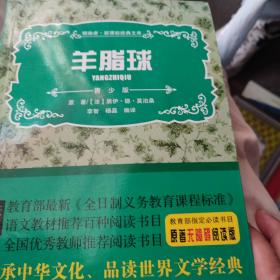 羊脂球
YANGZHIQIU
青少版
原著/【法】居伊·德·莫泊桑
教育部最新《全日制义务教育课程标准》
语文教材推荐百种阅读书目
全国优秀教师推荐阅读书目
教育部指定必读书目
原著无障碍阅读版
承中华文化、品读世界文学经典